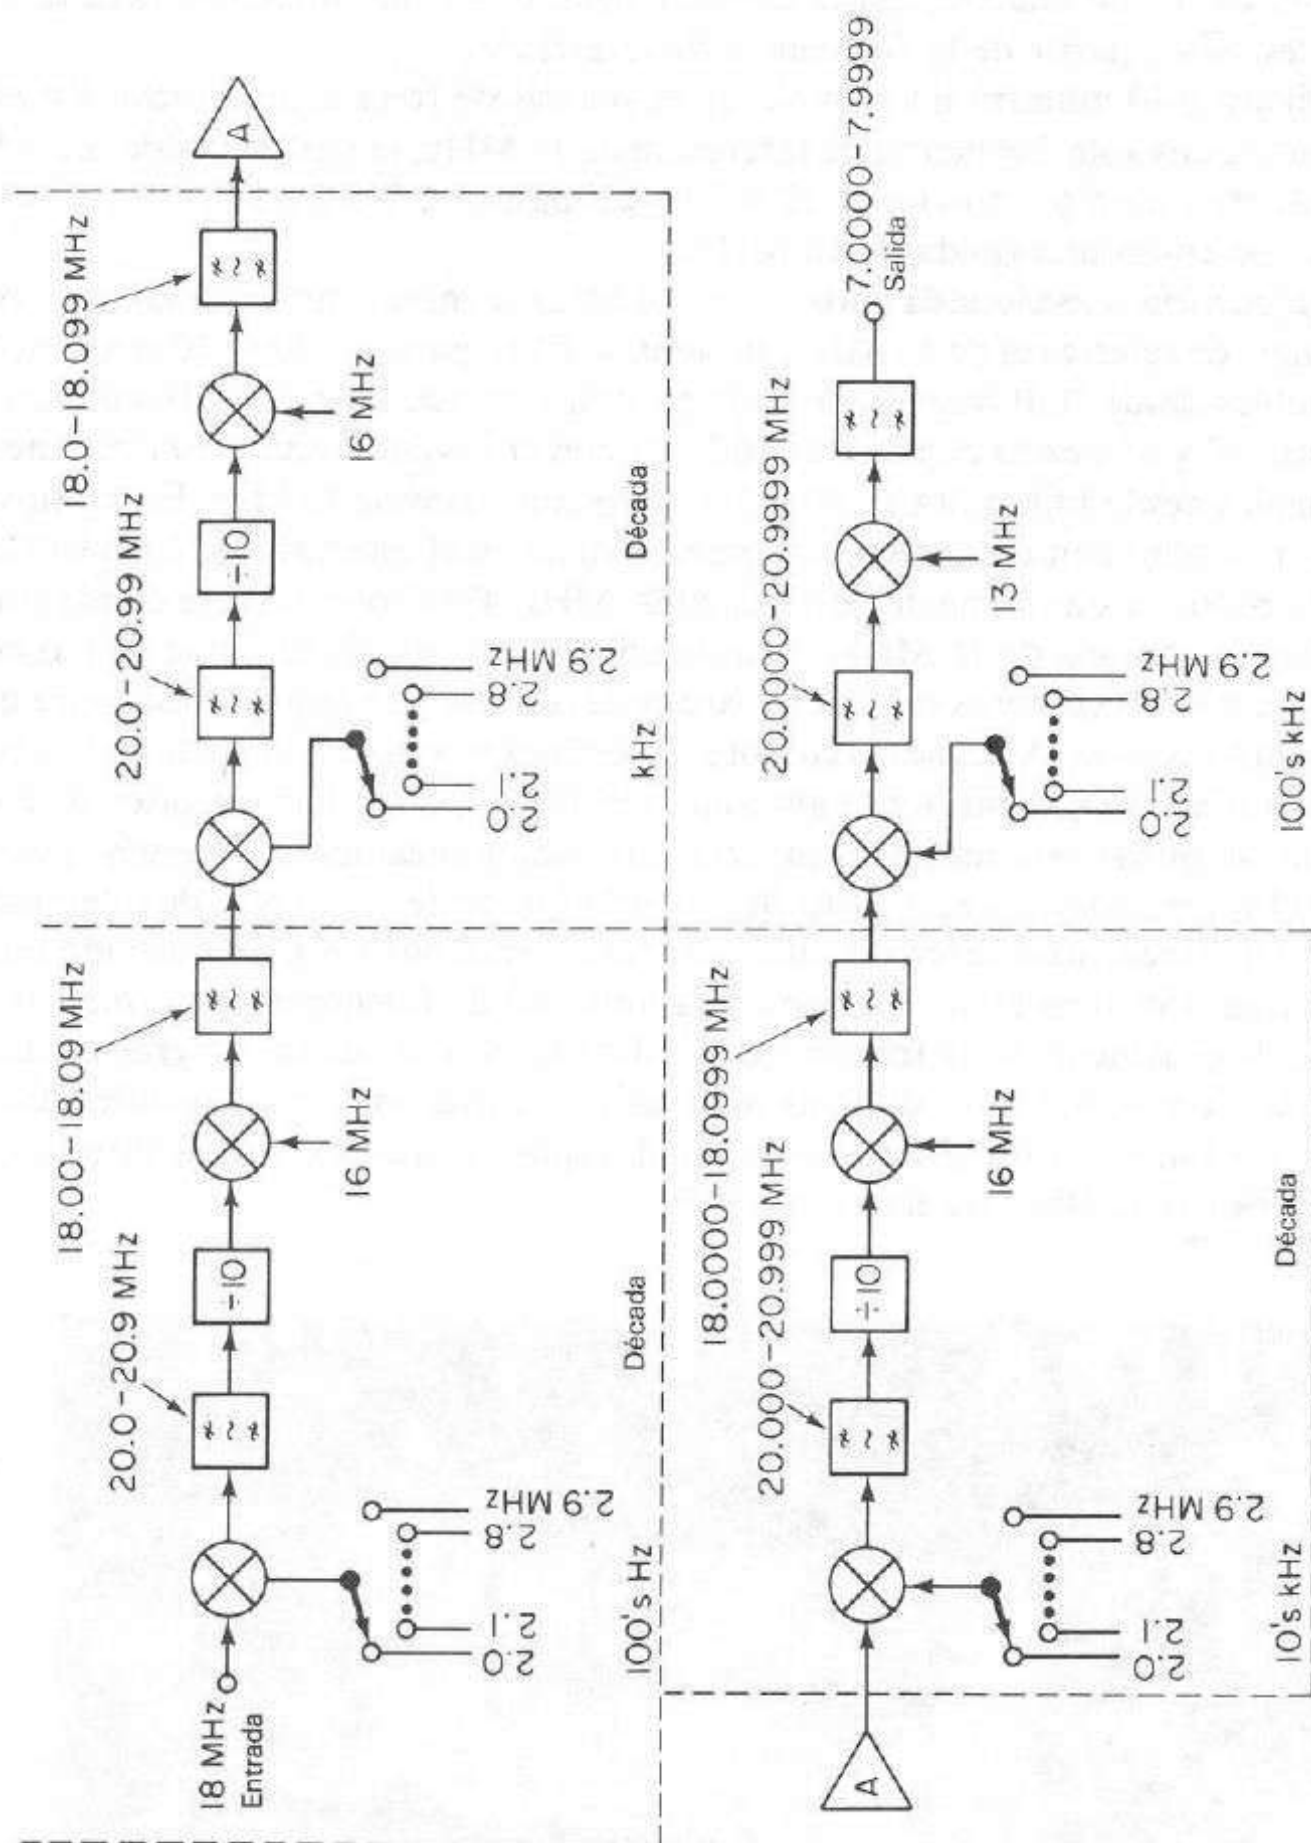 18 MHz
Entrada
20.0-20.9 MHz
÷10
18.00-18.09 MHz
16 MHz
2.0
2.1
2.8
2.9 MHz
100's Hz
Década
20.0-20.99 MHz
÷10
18.0-18.099 MHz
16 MHz
A
2.0
2.1
2.8
2.9 MHz
kHz
Década
A
20.000-20.999 MHz
÷10
18.000-18.0999 MHz
16 MHz
2.0
2.1
2.8
2.9 MHz
10's kHz
Década
20.0000-20.9999 MHz
13 MHz
7.0000-7.9999
Salida
2.0
2.1
2.8
2.9 MHz
100's kHz